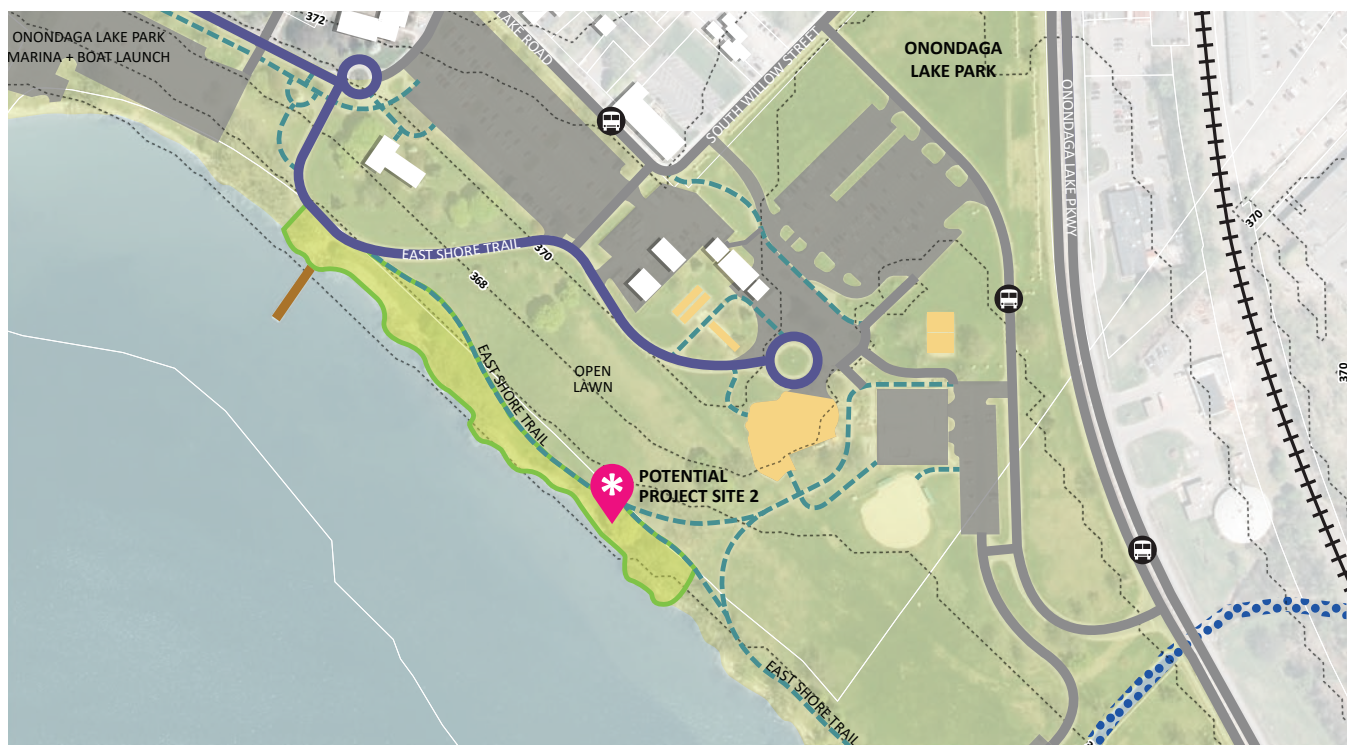 372
ONONDAGA LAKE PARK
MARINA + BOAT LAUNCH
LAKE ROAD
SOUTH WILLOW STREET
ONONDAGA
LAKE PARK
ONONDAGA LAKE PKWY
370
EAST SHORE TRAIL
370
368
EAST SHORE TRAIL
OPEN
LAWN
370
*
POTENTIAL
PROJECT SITE 2
EAST SHORE TRAIL